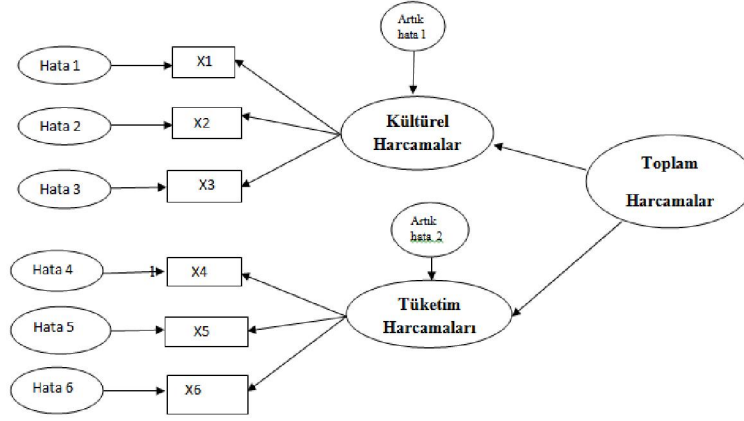 Artık
hata 1
Hata 1
X1
Hata 2
X2
Kültürel
Harcamalar
Hata 3
X3
Toplam
Harcamalar
Artık
hata 2
Hata 4
1
X4
Tüketim
Harcamaları
Hata 5
X5
Hata 6
X6